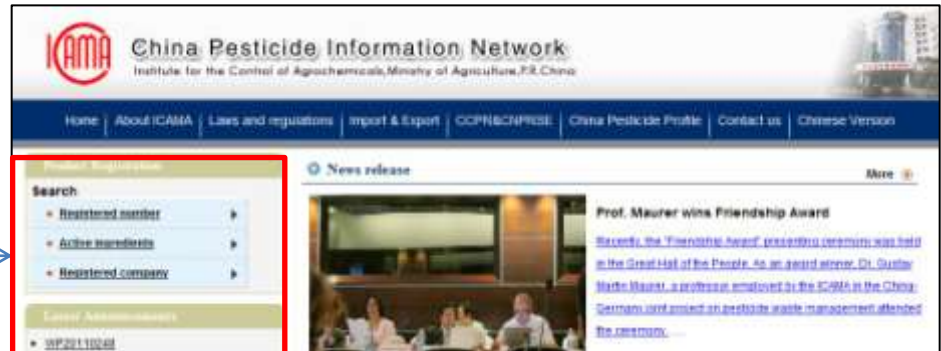 ICAMA
China Pesticide Information Network
Institute for the Control of Agrochemicals,Ministry of Agriculture,P.R.China
Home | About ICAMA | Laws and regulations | Import & Export | CCPR&CNPRISE | China Pesticide Profile | Contact us | Chinese Version
Product Registration
Search
Registered number
Active ingredients
Registered company
Latest Announcements
WP20110248
News release
More
Prof. Maurer wins Friendship Award
Recently, the "Friendship Award" presenting ceremony was held
in the Great Hall of the People. As an award winner, Dr. Gustav
Martin Maurer, a professor employed by the ICAMA in the China-
Germany joint project on pesticide waste management attended
the ceremony. ...